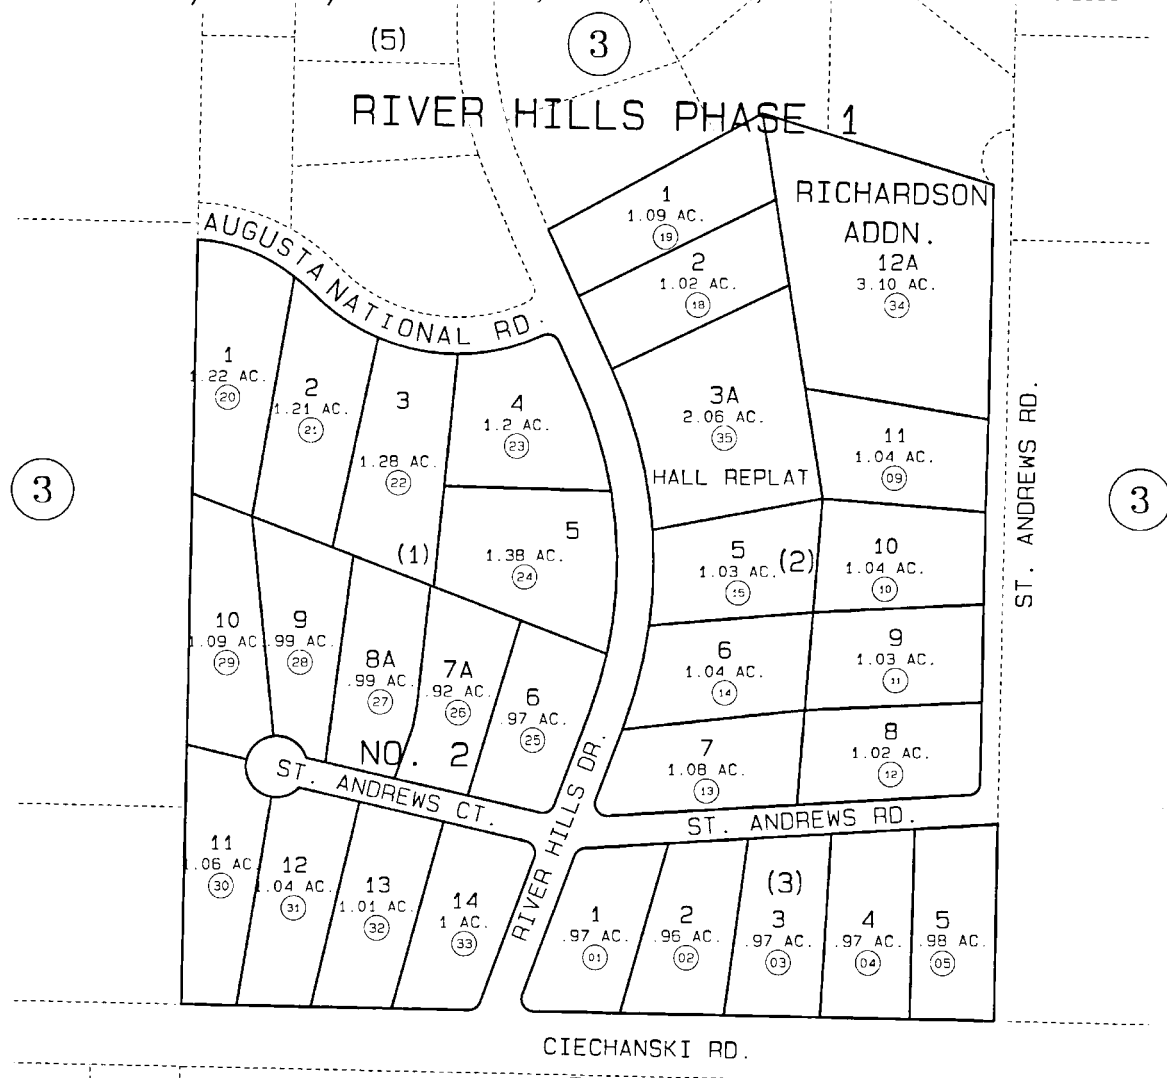 (5)
3
RIVER HILLS PHASE 1
RICHARDSON
ADDN.
12A
3.10 AC.
34
1
1.09 AC.
19
2
1.02 AC.
18
AUGUSTA NATIONAL RD.
1
1.22 AC.
20
2
1.21 AC.
21
3
1.28 AC.
22
4
1.2 AC.
23
3A
2.06 AC.
35
HALL REPLAT
11
1.04 AC.
09
ST. ANDREWS RD.
3
3
(1)
5
1.38 AC.
24
5
1.03 AC.
15
(2)
10
1.04 AC.
10
10
1.09 AC
29
9
.99 AC.
28
8A
.99 AC.
27
7A
.92 AC.
26
6
.97 AC.
25
6
1.04 AC.
14
9
1.03 AC.
11
NO. 2
7
1.08 AC.
13
8
1.02 AC.
12
ST. ANDREWS CT.
RIVER HILLS DR.
ST. ANDREWS RD.
11
1.06 AC.
30
12
1.04 AC.
31
13
1.01 AC.
32
14
1 AC.
33
(3)
1
.97 AC.
01
2
.96 AC.
02
3
.97 AC.
03
4
.97 AC.
04
5
.98 AC.
05
CIECHANSKI RD.